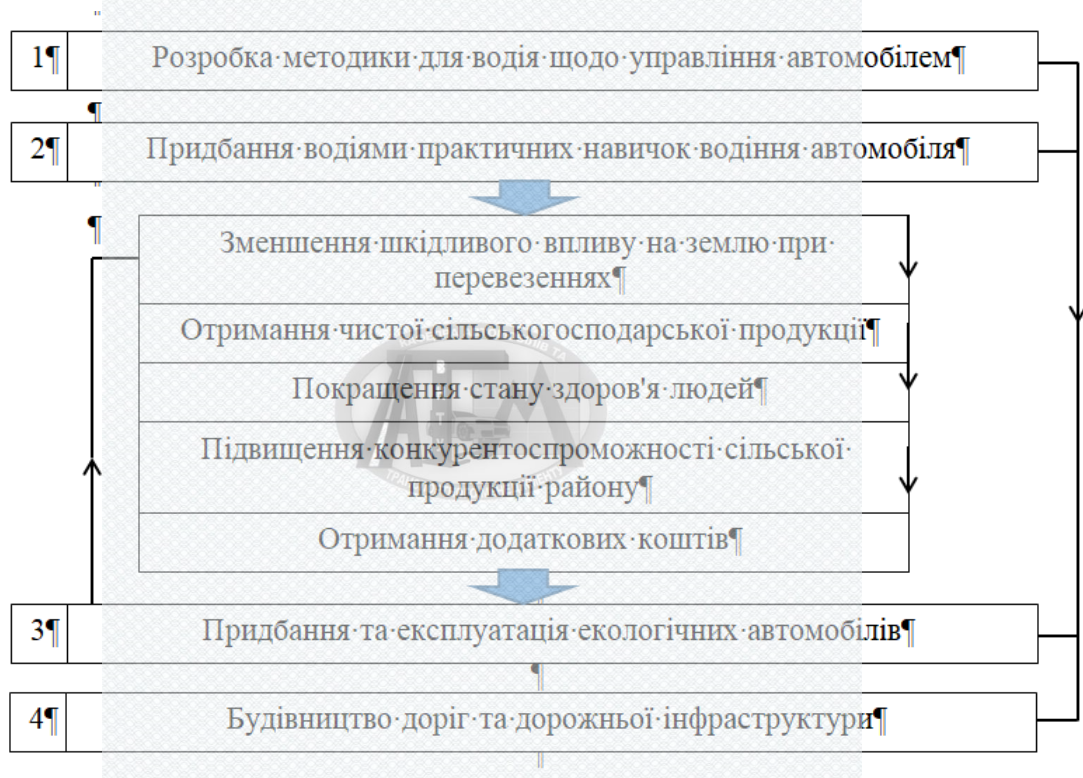 1 Розробка методики для водія щодо управління автомобілем
2 Придбання водіями практичних навичок водіння автомобіля
Зменшення шкідливого впливу на землю при
перевезеннях
Отримання чистої сільськогосподарської продукції
Покращення стану здоров'я людей
Підвищення конкурентоспроможності сільської
продукції району
Отримання додаткових коштів
3 Придбання та експлуатація екологічних автомобілів
4 Будівництво доріг та дорожньої інфраструктури